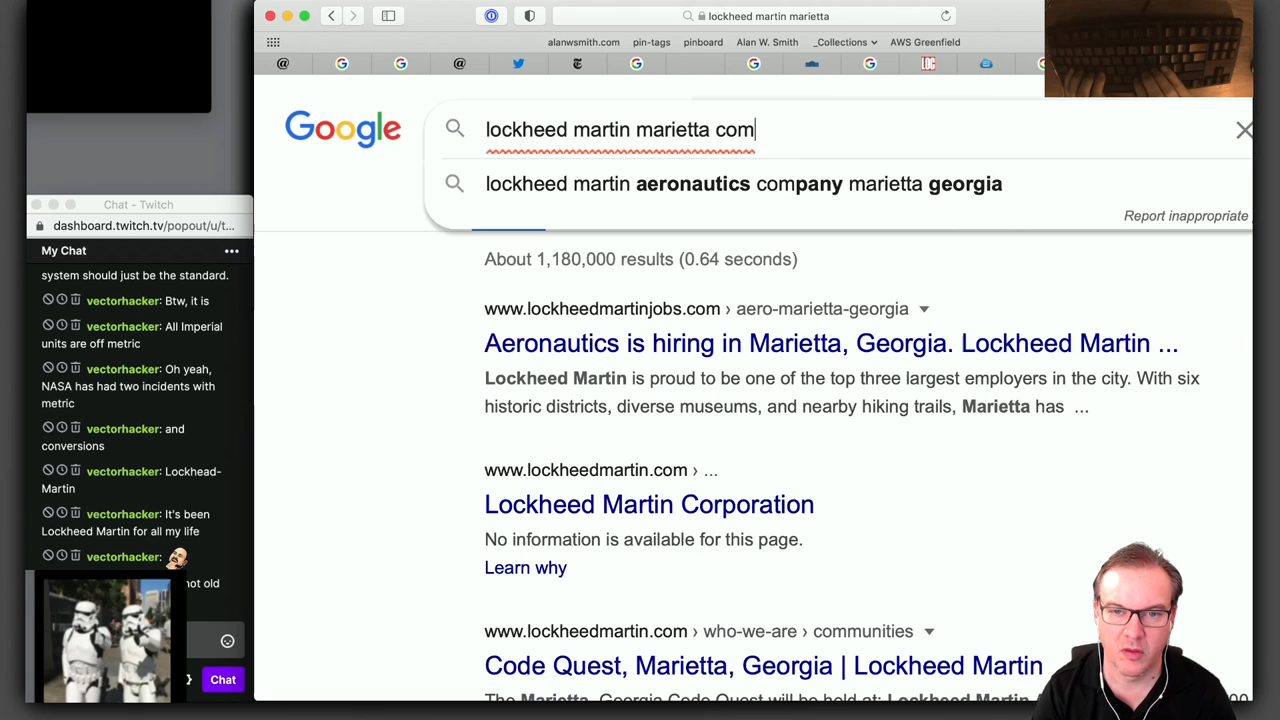 lockheed martin marietta
alanwsmith.com pin-tags pinboard Alan W. Smith _Collections AWS Greenfield
Google
lockheed martin marietta com
lockheed martin aeronautics company marietta georgia
Report inappropriate
About 1,180,000 results (0.64 seconds)
www.lockheedmartinjobs.com › aero-marietta-georgia
Aeronautics is hiring in Marietta, Georgia. Lockheed Martin ...
Lockheed Martin is proud to be one of the top three largest employers in the city. With six
historic districts, diverse museums, and nearby hiking trails, Marietta has ...
www.lockheedmartin.com › ...
Lockheed Martin Corporation
No information is available for this page.
Learn why
www.lockheedmartin.com › who-we-are › communities
Code Quest, Marietta, Georgia | Lockheed Martin
The Marietta, Georgia Code Quest will be held at: Lockheed Martin
Chat - Twitch
dashboard.twitch.tv/popout/u/t...
My Chat
system should just be the standard.
vectorhacker: Btw, it is
vectorhacker: All Imperial
units are off metric
vectorhacker: Oh yeah,
NASA has had two incidents with
metric
vectorhacker: and
conversions
vectorhacker: Lockhead-
Martin
vectorhacker: It's been
Lockheed Martin for all my life
vectorhacker:
not old
Chat